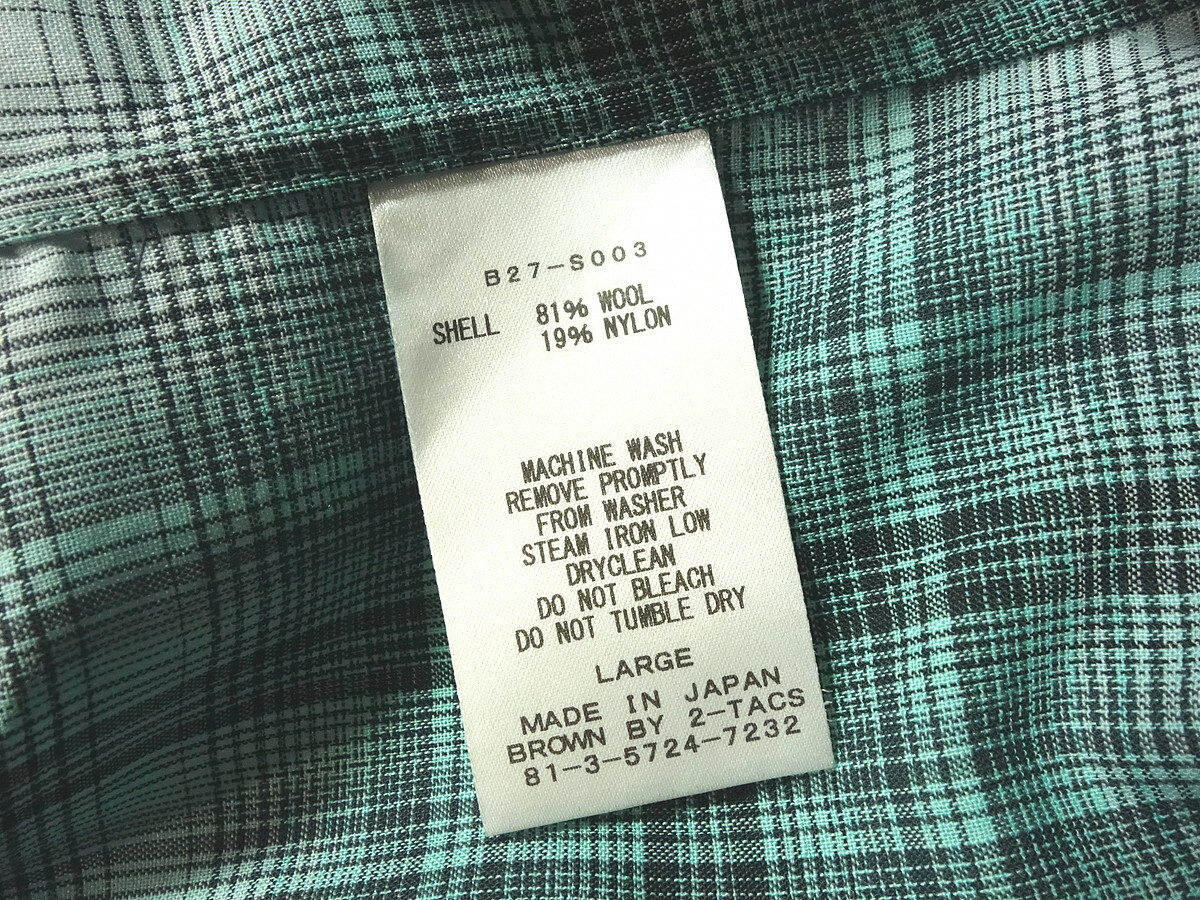 B27-S003
SHELL 81% WOOL
19% NYLON
MACHINE WASH
REMOVE PROMPTLY
FROM WASHER
STEAM IRON LOW
DRYCLEAN
DO NOT BLEACH
DO NOT TUMBLE DRY
LARGE
MADE IN JAPAN
BROWN BY 2-TACS
81-3-5724-7232